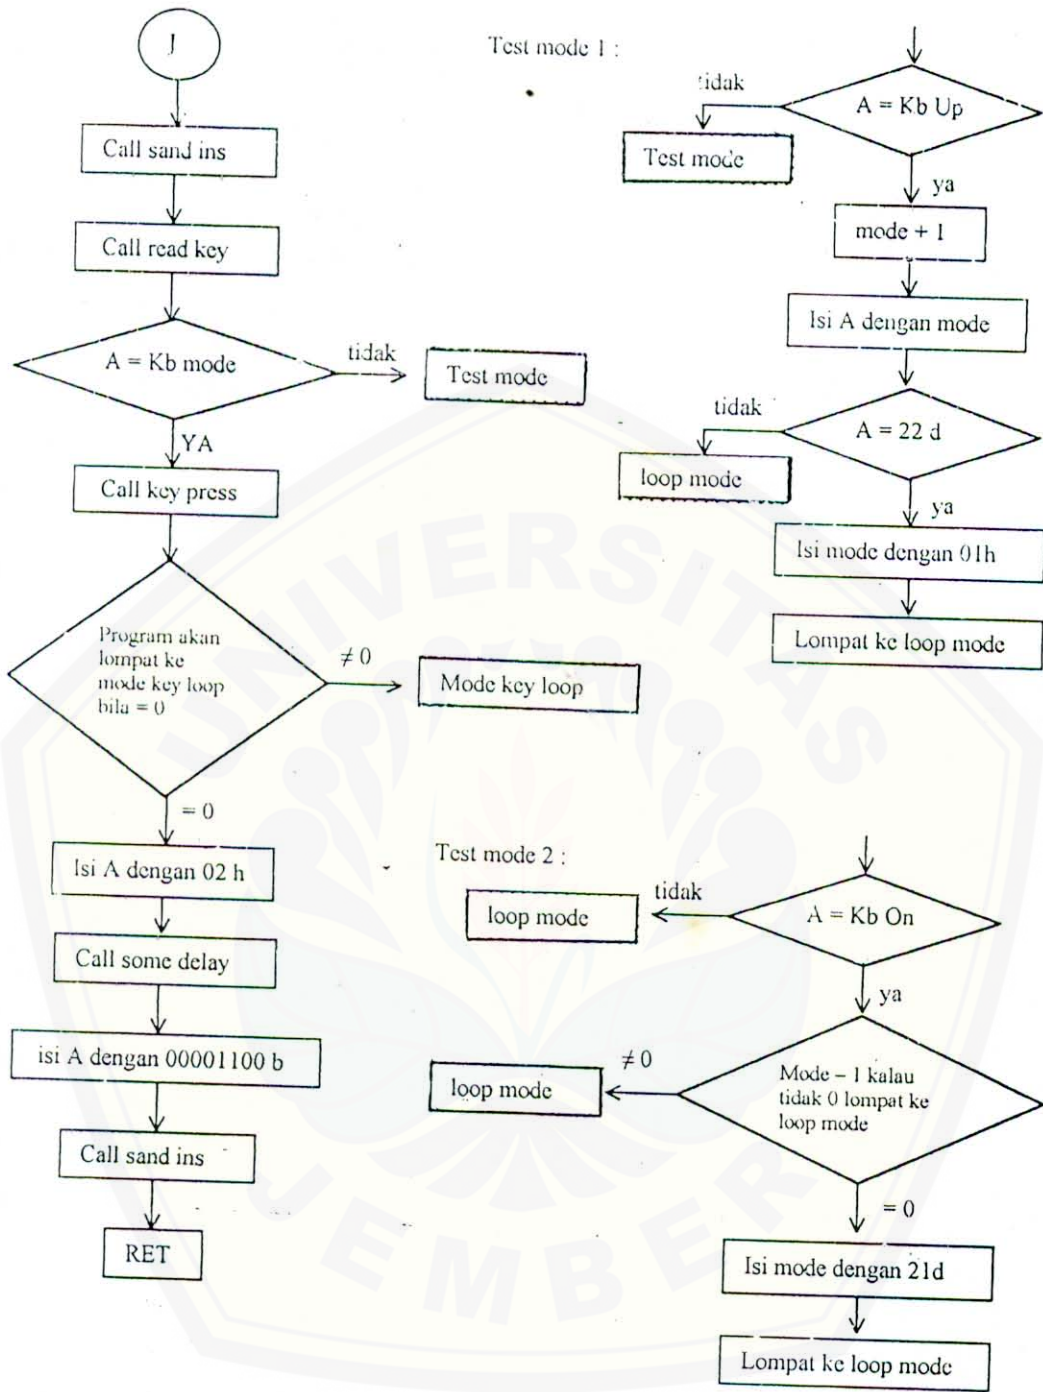 J
Call sand ins
Call read key
A = Kb mode
tidak
Test mode
YA
Call key press
Program akan
lompat ke
mode key loop
bila = 0
≠ 0
Mode key loop
= 0
Isi A dengan 02 h
Call some delay
isi A dengan 00001100 b
Call sand ins
RET
Test mode 1 :
A = Kb Up
tidak
Test mode
ya
mode + 1
Isi A dengan mode
A = 22 d
tidak
loop mode
ya
Isi mode dengan 01h
Lompat ke loop mode
Test mode 2 :
A = Kb On
tidak
loop mode
ya
Mode – 1 kalau
tidak 0 lompat ke
loop mode
≠ 0
loop mode
= 0
Isi mode dengan 21d
Lompat ke loop mode
UNIVERSITAS
JEMBER